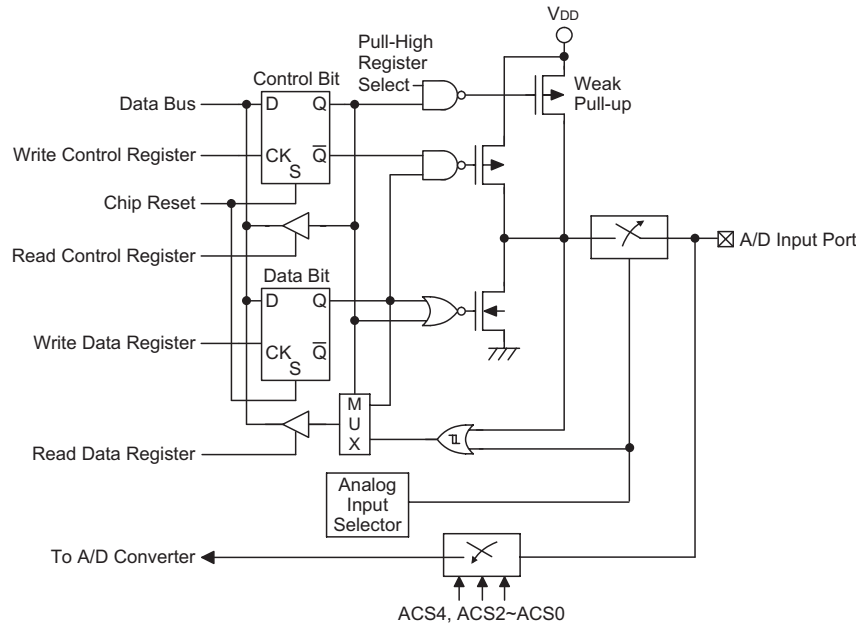 VDD
Pull-High
Register
Select
Control Bit
Weak
Pull-up
Data Bus
D
Q
Write Control Register
CK
Q
S
Chip Reset
Read Control Register
A/D Input Port
Data Bit
D
Q
Write Data Register
CK
Q
S
M
U
X
Read Data Register
Analog
Input
Selector
To A/D Converter
ACS4, ACS2~ACS0